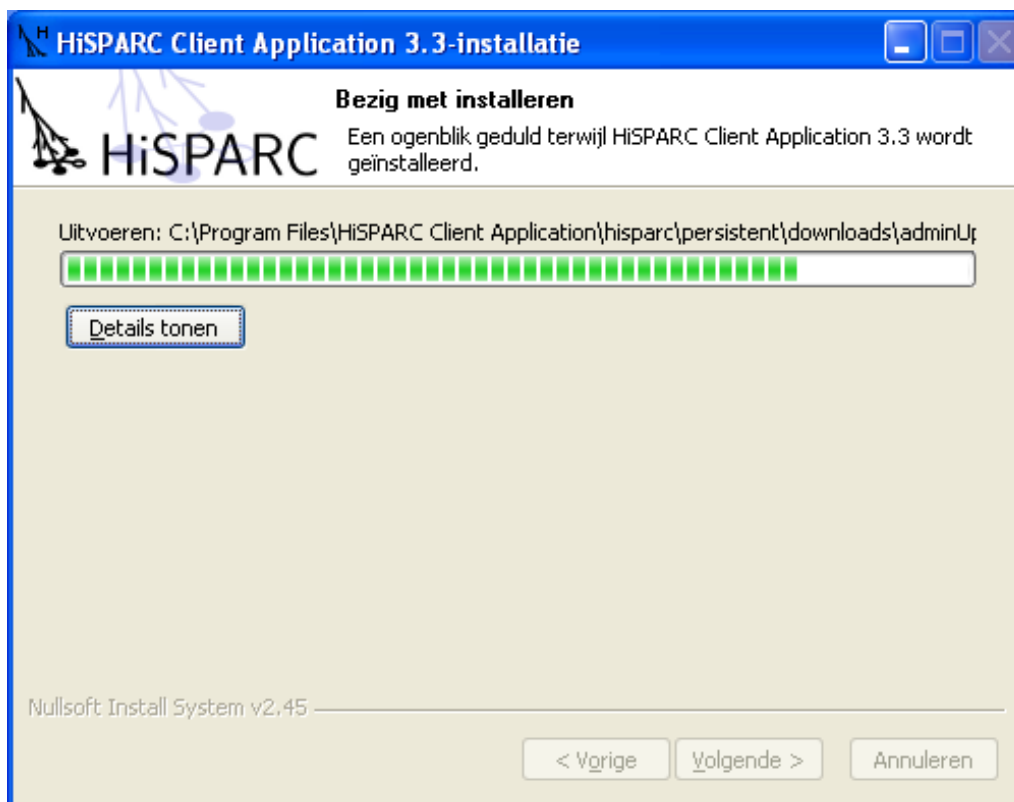 HiSPARC Client Application 3.3-installatie
HiSPARC
Bezig met installeren
Een ogenblik geduld terwijl HiSPARC Client Application 3.3 wordt
geïnstalleerd.
Uitvoeren: C:\Program Files\HiSPARC Client Application\hisparc\persistent\downloads\adminUp
Details tonen
Nullsoft Install System v2.45
< Vorige
Volgende >
Annuleren